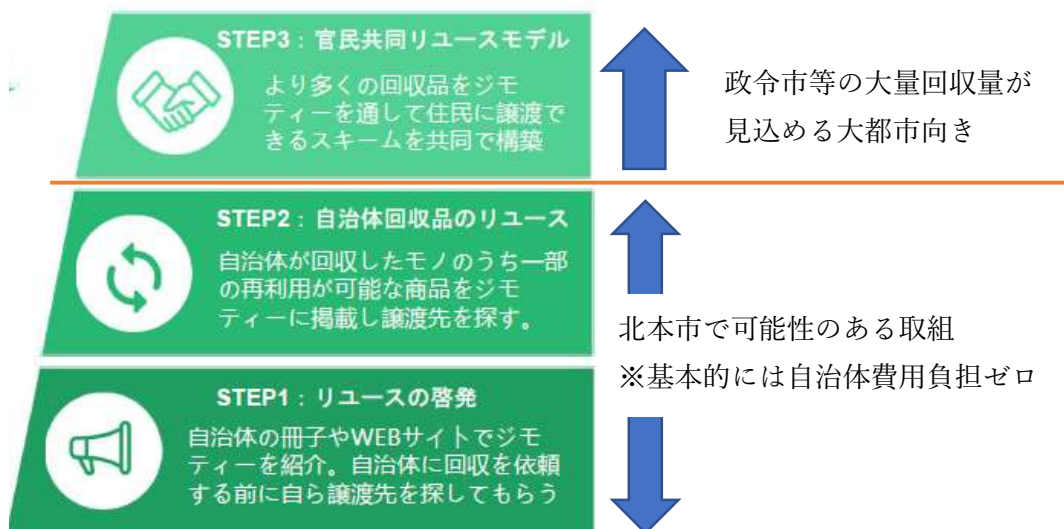 STEP3：官民共同リユースモデル
より多くの回収品をジモ
ティーを通して住民に譲渡で
きるスキームを共同で構築
政令市等の大量回収量が
見込める大都市向き
STEP2：自治体回収品のリユース
自治体が回収したモノのうち一部
の再利用が可能な商品をジモ
ティーに掲載し譲渡先を探す。
北本市で可能性のある取組
※基本的には自治体費用負担ゼロ
STEP1：リユースの啓発
自治体の冊子やWEBサイトでジモ
ティーを紹介。自治体に回収を依頼
する前に自ら譲渡先を探してもらう